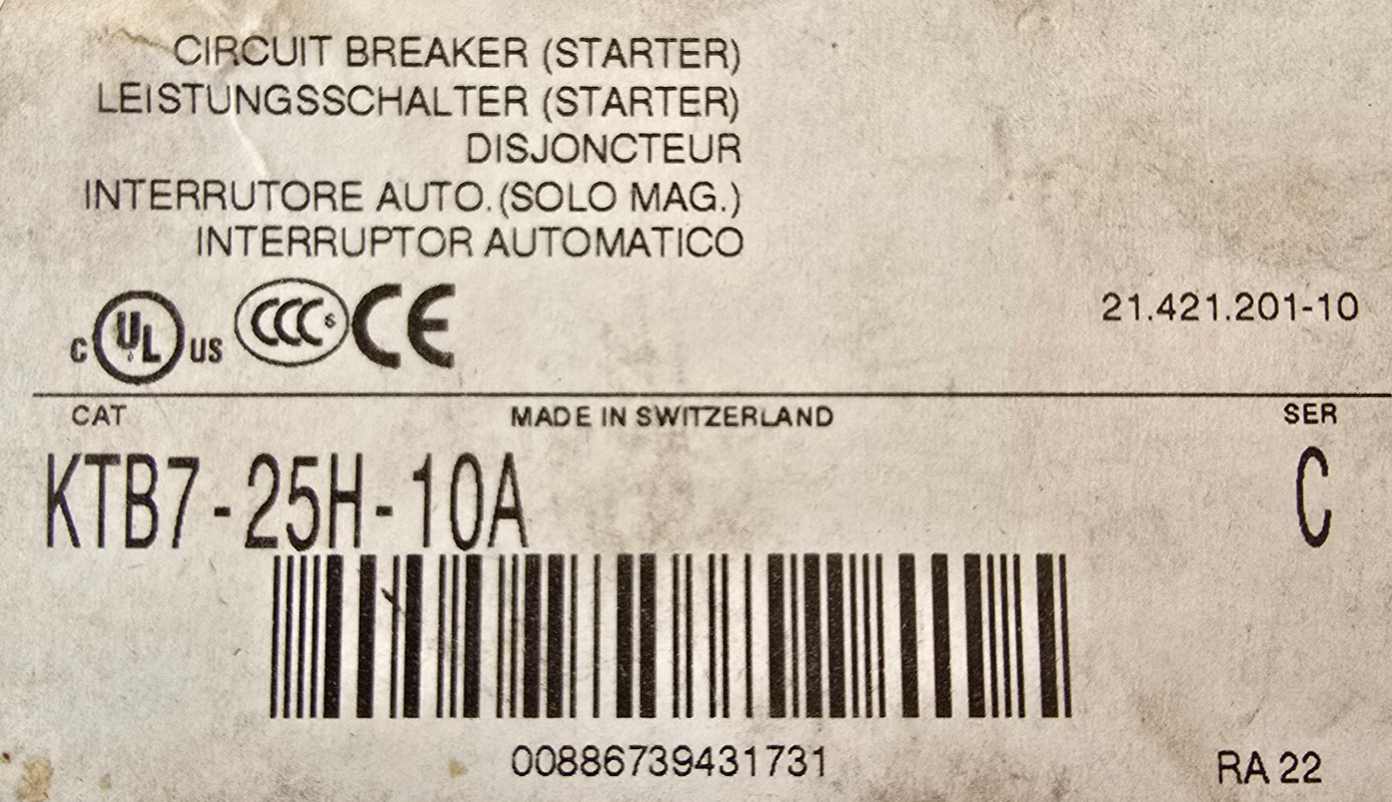 CIRCUIT BREAKER (STARTER)
LEISTUNGSSCHALTER (STARTER)
DISJONCTEUR
INTERRUTORE AUTO.(SOLO MAG.)
INTERRUPTOR AUTOMATICO
C UL US CCC S CE
21.421.201-10
CAT MADE IN SWITZERLAND SER
KTB7-25H-10A C
00886739431731
RA 22